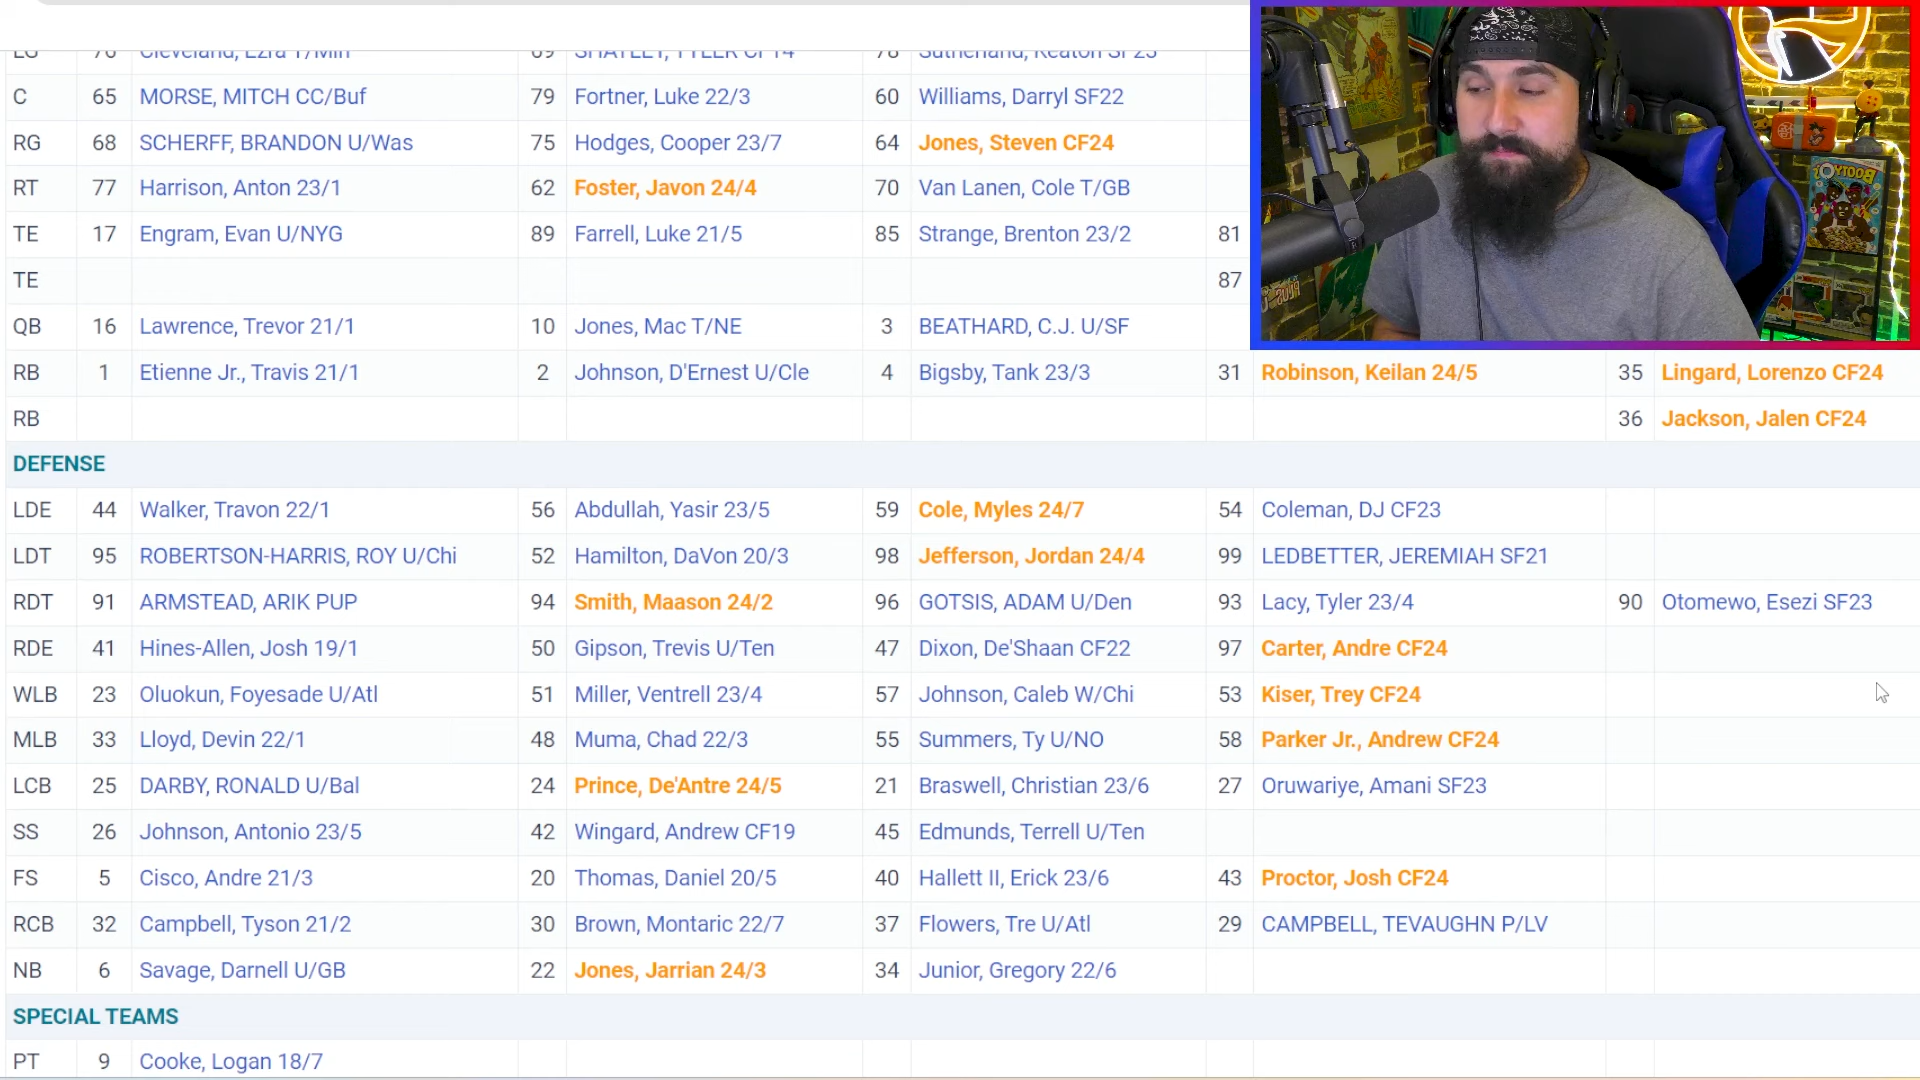 LG 76 Cleveland, Ezra T/Min 69 SHATLEY, TYLER CF14 78 Sutherland, Keaton SF23
C 65 MORSE, MITCH CC/Buf 79 Fortner, Luke 22/3 60 Williams, Darryl SF22
RG 68 SCHERFF, BRANDON U/Was 75 Hodges, Cooper 23/7 64 Jones, Steven CF24
RT 77 Harrison, Anton 23/1 62 Foster, Javon 24/4 70 Van Lanen, Cole T/GB
TE 17 Engram, Evan U/NYG 89 Farrell, Luke 21/5 85 Strange, Brenton 23/2 81
TE 87
QB 16 Lawrence, Trevor 21/1 10 Jones, Mac T/NE 3 BEATHARD, C.J. U/SF
RB 1 Etienne Jr., Travis 21/1 2 Johnson, D'Ernest U/Cle 4 Bigsby, Tank 23/3 31 Robinson, Keilan 24/5 35 Lingard, Lorenzo CF24
RB 36 Jackson, Jalen CF24
DEFENSE
LDE 44 Walker, Travon 22/1 56 Abdullah, Yasir 23/5 59 Cole, Myles 24/7 54 Coleman, DJ CF23
LDT 95 ROBERTSON-HARRIS, ROY U/Chi 52 Hamilton, DaVon 20/3 98 Jefferson, Jordan 24/4 99 LEDBETTER, JEREMIAH SF21
RDT 91 ARMSTEAD, ARIK PUP 94 Smith, Maason 24/2 96 GOTSIS, ADAM U/Den 93 Lacy, Tyler 23/4 90 Otomewo, Esezi SF23
RDE 41 Hines-Allen, Josh 19/1 50 Gipson, Trevis U/Ten 47 Dixon, De'Shaan CF22 97 Carter, Andre CF24
WLB 23 Oluokun, Foyesade U/Atl 51 Miller, Ventrell 23/4 57 Johnson, Caleb W/Chi 53 Kiser, Trey CF24
MLB 33 Lloyd, Devin 22/1 48 Muma, Chad 22/3 55 Summers, Ty U/NO 58 Parker Jr., Andrew CF24
LCB 25 DARBY, RONALD U/Bal 24 Prince, De'Antre 24/5 21 Braswell, Christian 23/6 27 Oruwariye, Amani SF23
SS 26 Johnson, Antonio 23/5 42 Wingard, Andrew CF19 45 Edmunds, Terrell U/Ten
FS 5 Cisco, Andre 21/3 20 Thomas, Daniel 20/5 40 Hallett II, Erick 23/6 43 Proctor, Josh CF24
RCB 32 Campbell, Tyson 21/2 30 Brown, Montaric 22/7 37 Flowers, Tre U/Atl 29 CAMPBELL, TEVAUGHN P/LV
NB 6 Savage, Darnell U/GB 22 Jones, Jarrian 24/3 34 Junior, Gregory 22/6
SPECIAL TEAMS
PT 9 Cooke, Logan 18/7